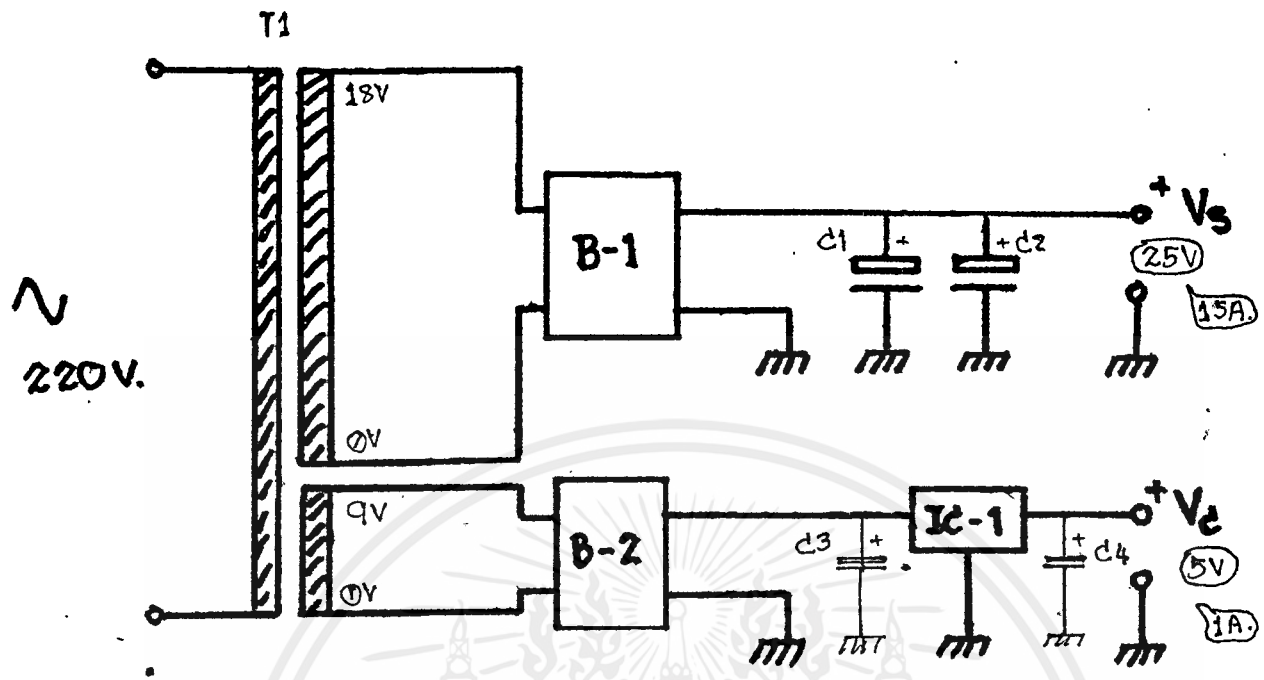 T1
18V
B-1
C1 +
+ C2
+ Vs
25V
15A.
220V.
0V
9V
B-2
C3 +
IC-1
+ C4
+ Vc
5V
0V
1A.